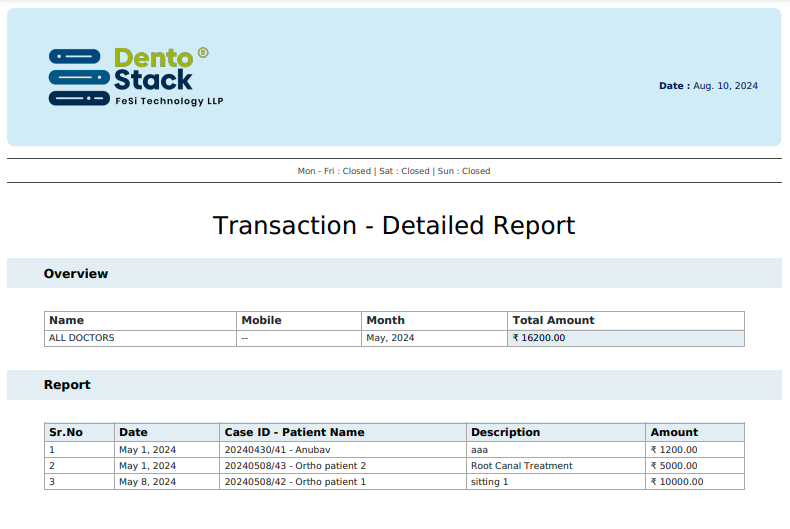 Dento ®
Stack
FeSi Technology LLP
Date : Aug. 10, 2024
Mon - Fri : Closed | Sat : Closed | Sun : Closed
Transaction - Detailed Report
Overview
Name Mobile Month Total Amount
ALL DOCTORS -- May, 2024 ₹ 16200.00
Report
Sr.No Date Case ID - Patient Name Description Amount
1 May 1, 2024 20240430/41 - Anubav aaa ₹ 1200.00
2 May 1, 2024 20240508/43 - Ortho patient 2 Root Canal Treatment ₹ 5000.00
3 May 8, 2024 20240508/42 - Ortho patient 1 sitting 1 ₹ 10000.00